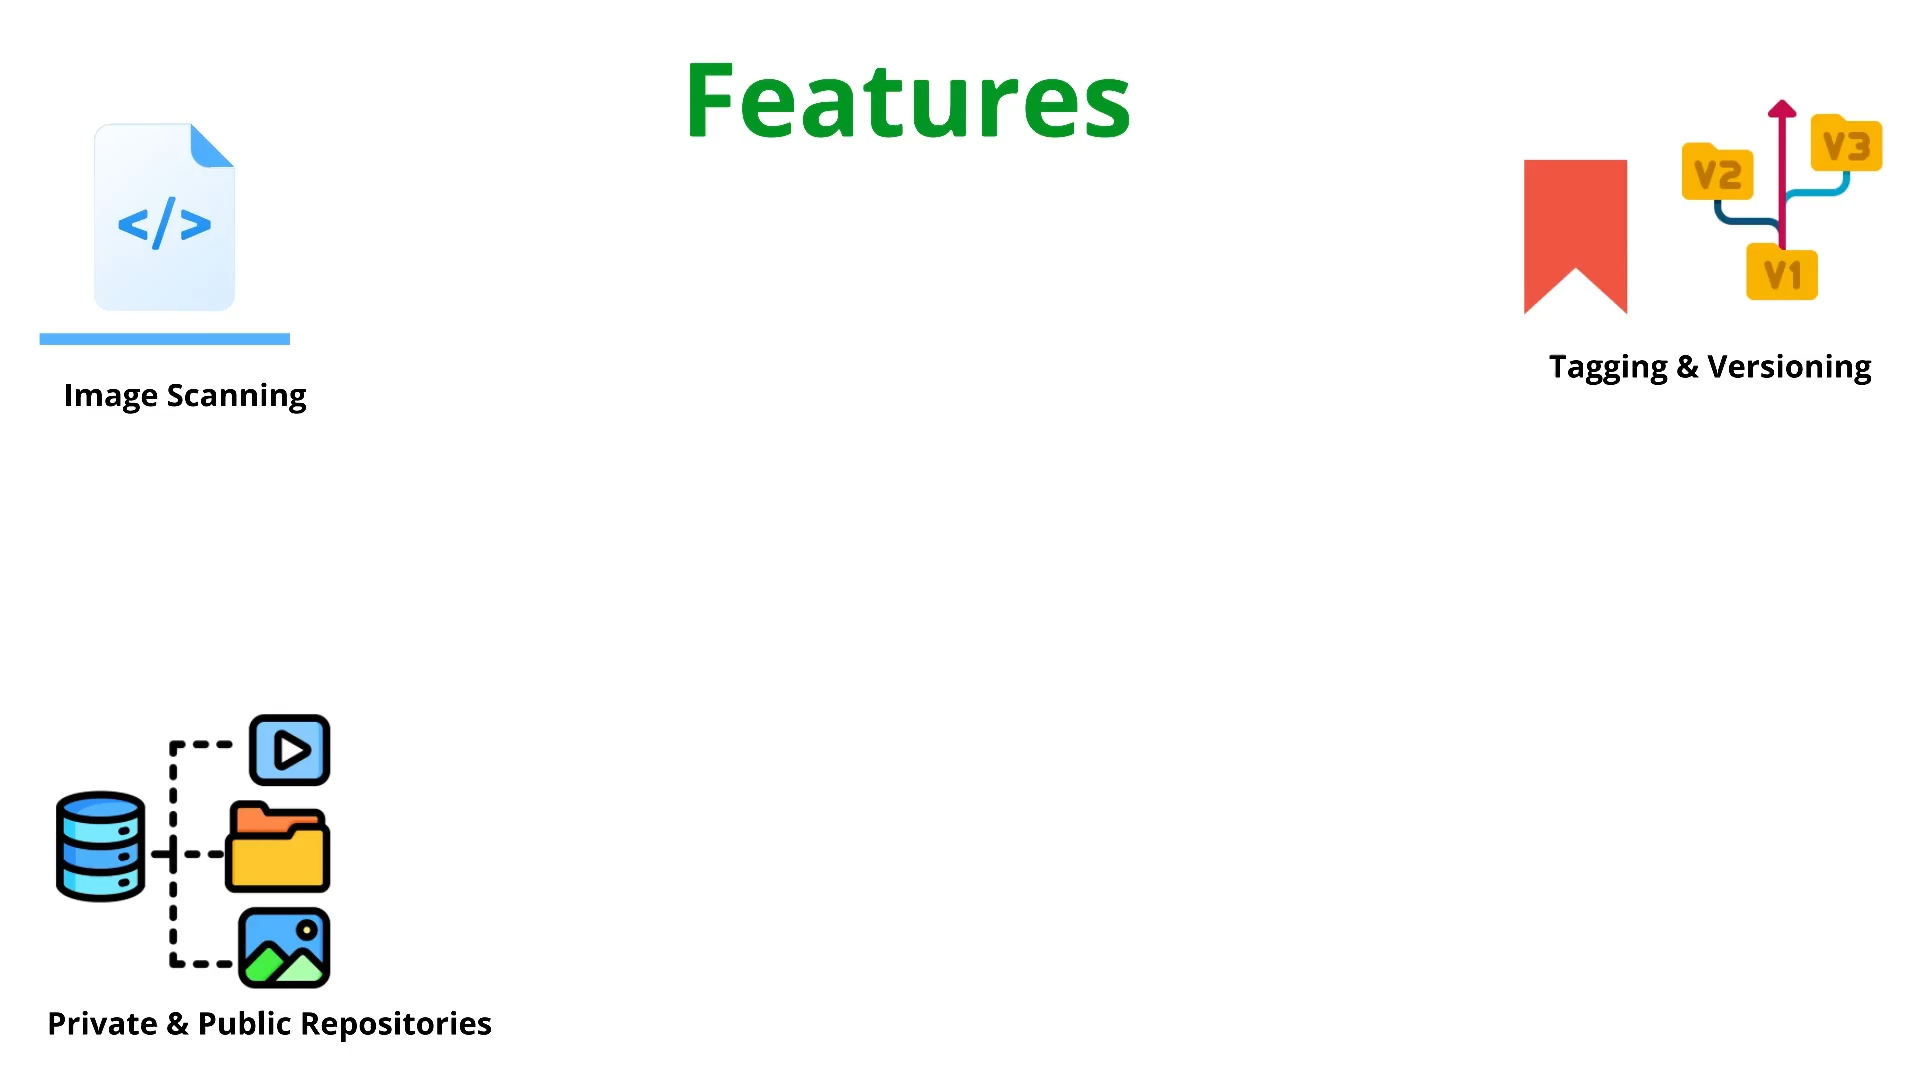 Features
</>
V2
V3
V1
Image Scanning
Tagging & Versioning
Private & Public Repositories